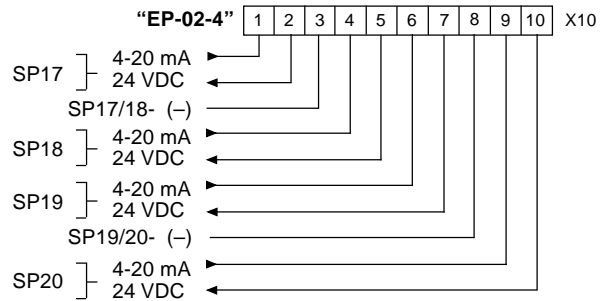 "EP-02-4" 1 2 3 4 5 6 7 8 9 10 X10
SP17 4-20 mA
24 VDC
SP17/18- (–)
SP18 4-20 mA
24 VDC
SP19 4-20 mA
24 VDC
SP19/20- (–)
SP20 4-20 mA
24 VDC